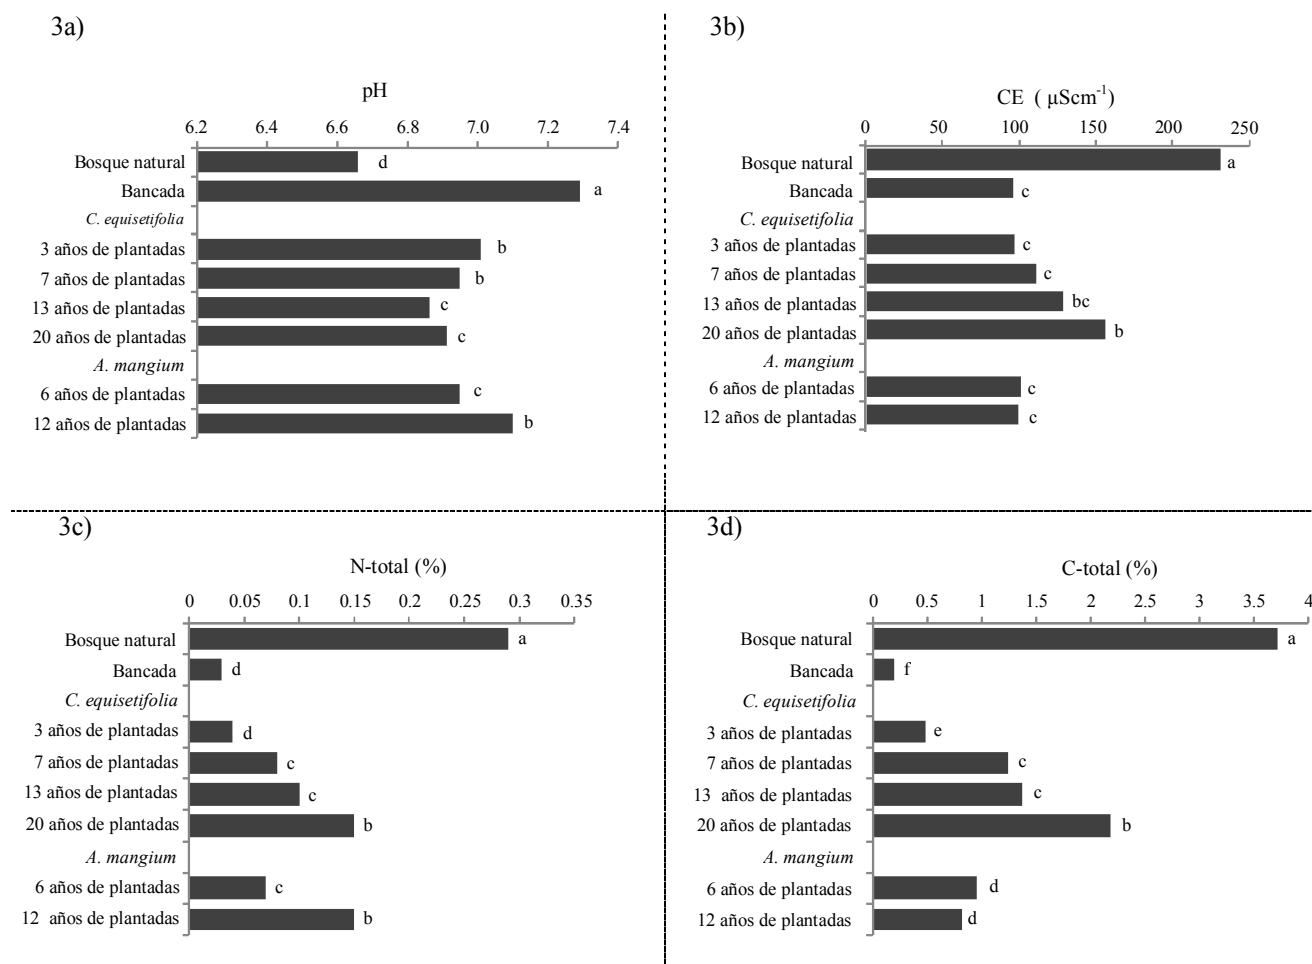 3a)
pH
6.2 6.4 6.6 6.8 7.0 7.2 7.4
Bosque natural d
Bancada a
C. equisetifolia
3 años de plantadas b
7 años de plantadas b
13 años de plantadas c
20 años de plantadas c
A. mangium
6 años de plantadas c
12 años de plantadas b
3b)
CE ( µScm-1)
0 50 100 150 200 250
Bosque natural a
Bancada c
C. equisetifolia
3 años de plantadas c
7 años de plantadas c
13 años de plantadas bc
20 años de plantadas b
A. mangium
6 años de plantadas c
12 años de plantadas c
3c)
N-total (%)
0 0.05 0.1 0.15 0.2 0.25 0.3 0.35
Bosque natural a
Bancada d
C. equisetifolia
3 años de plantadas d
7 años de plantadas c
13 años de plantadas c
20 años de plantadas b
A. mangium
6 años de plantadas c
12 años de plantadas b
3d)
C-total (%)
0 0.5 1 1.5 2 2.5 3 3.5 4
Bosque natural a
Bancada f
C. equisetifolia
3 años de plantadas e
7 años de plantadas c
13 años de plantadas c
20 años de plantadas b
A. mangium
6 años de plantadas d
12 años de plantadas d